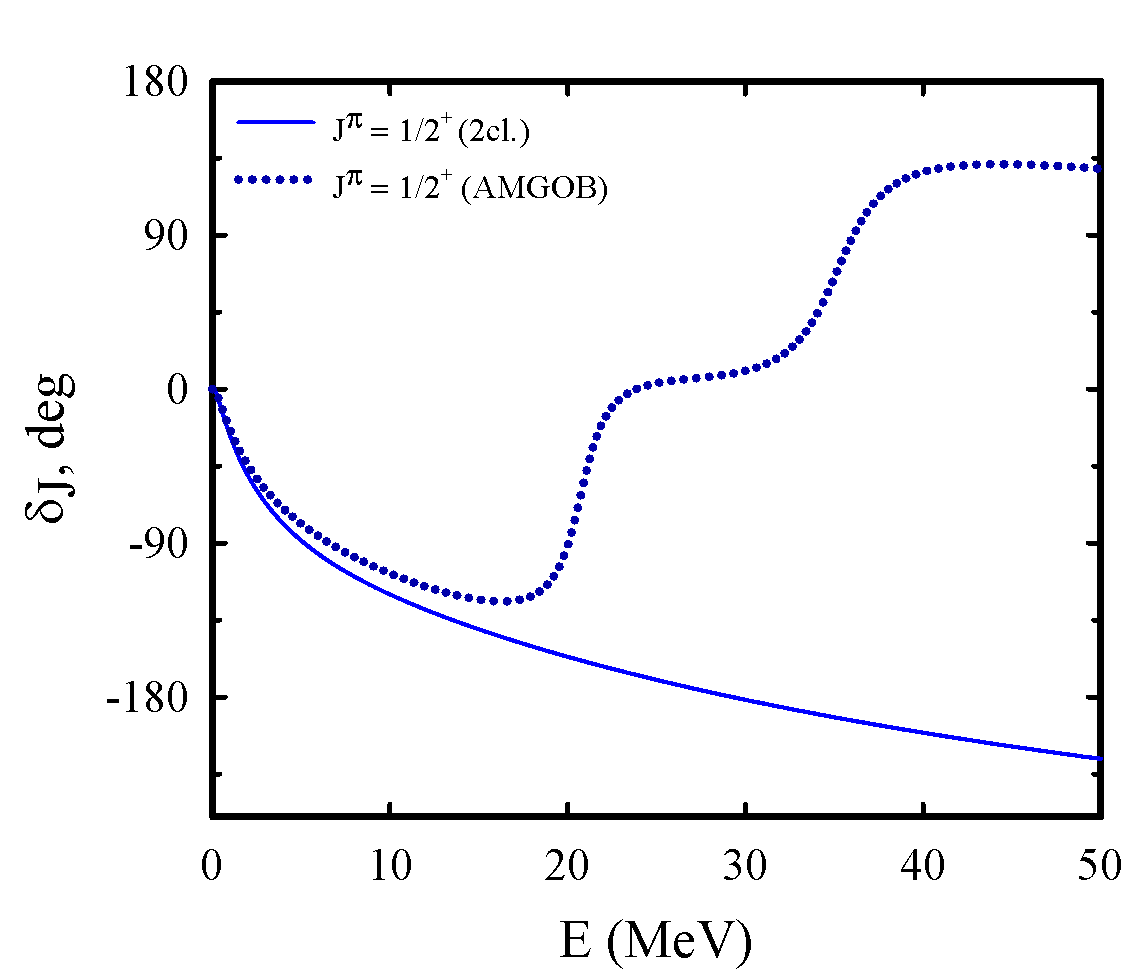 180
90
0
-90
-180
δJ, deg
Jπ = 1/2+ (2cl.)
Jπ = 1/2+ (AMGOB)
0 10 20 30 40 50
E (MeV)